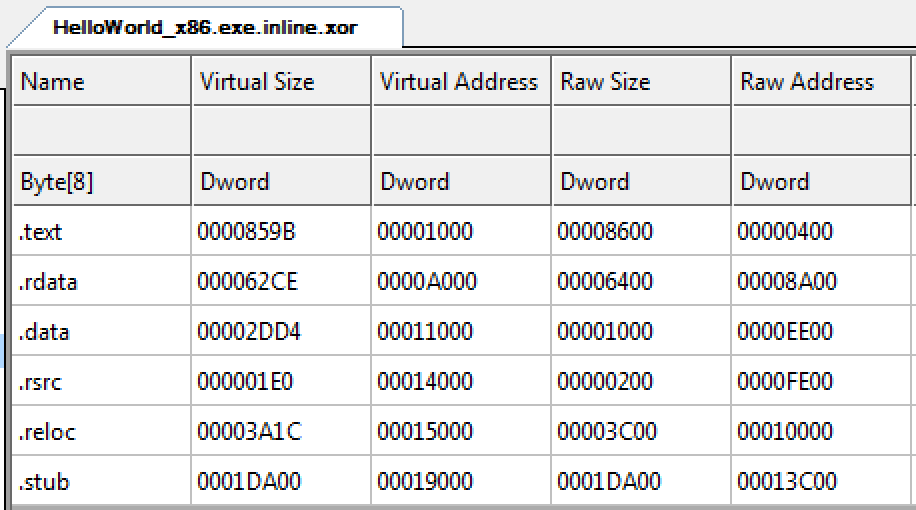 HelloWorld_x86.exe.inline.xor
Name Virtual Size Virtual Address Raw Size Raw Address
Byte[8] Dword Dword Dword Dword
.text 0000859B 00001000 00008600 00000400
.rdata 000062CE 0000A000 00006400 00008A00
.data 00002DD4 00011000 00001000 0000EE00
.rsrc 000001E0 00014000 00000200 0000FE00
.reloc 00003A1C 00015000 00003C00 00010000
.stub 0001DA00 00019000 0001DA00 00013C00